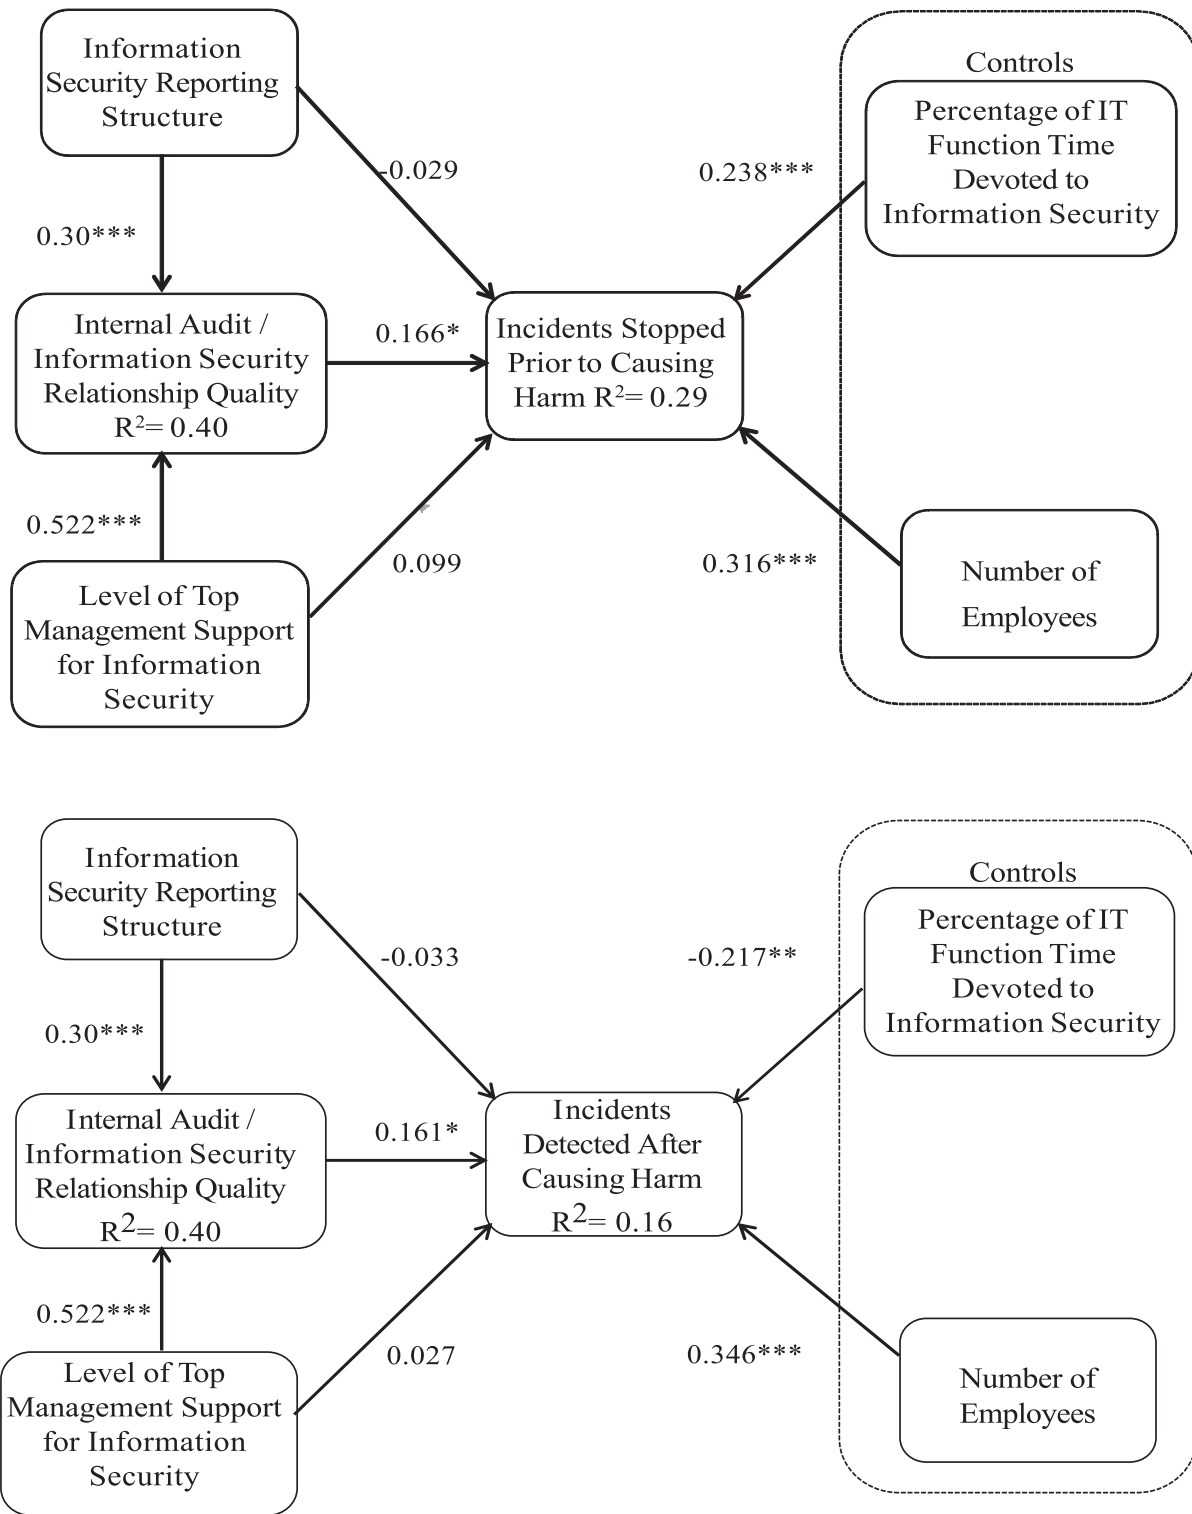 Information
Security Reporting
Structure
Controls
Percentage of IT
Function Time
Devoted to
Information Security
-0.029
0.238***
0.30***
Internal Audit /
Information Security
Relationship Quality
R²= 0.40
0.166*
Incidents Stopped
Prior to Causing
Harm R²= 0.29
0.522***
0.099
0.316***
Number of
Employees
Level of Top
Management Support
for Information
Security
Information
Security Reporting
Structure
Controls
Percentage of IT
Function Time
Devoted to
Information Security
-0.033
-0.217**
0.30***
Internal Audit /
Information Security
Relationship Quality
R2= 0.40
0.161*
Incidents
Detected After
Causing Harm
R2= 0.16
0.522***
0.027
0.346***
Number of
Employees
Level of Top
Management Support
for Information
Security